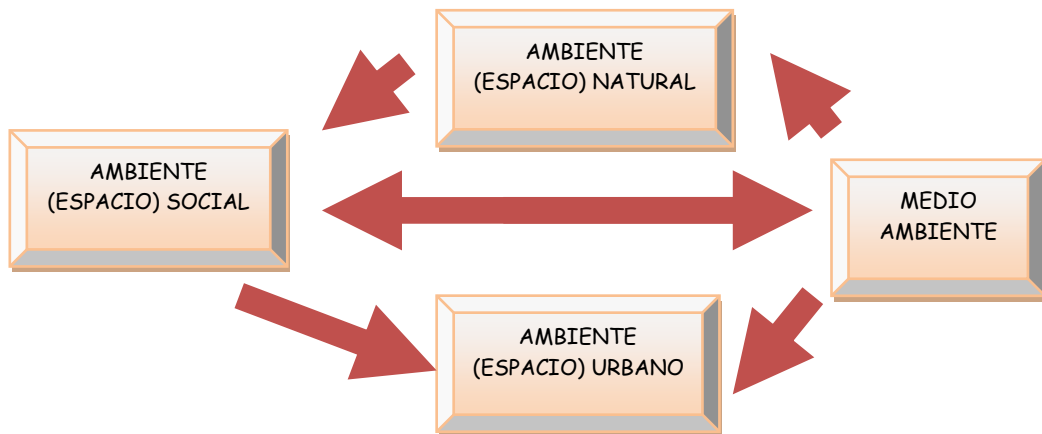 AMBIENTE
(ESPACIO) NATURAL
AMBIENTE
(ESPACIO) SOCIAL
MEDIO
AMBIENTE
AMBIENTE
(ESPACIO) URBANO